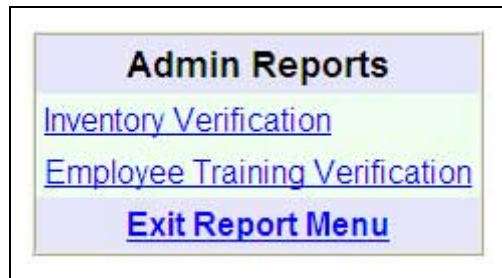 Admin Reports
Inventory Verification
Employee Training Verification
Exit Report Menu